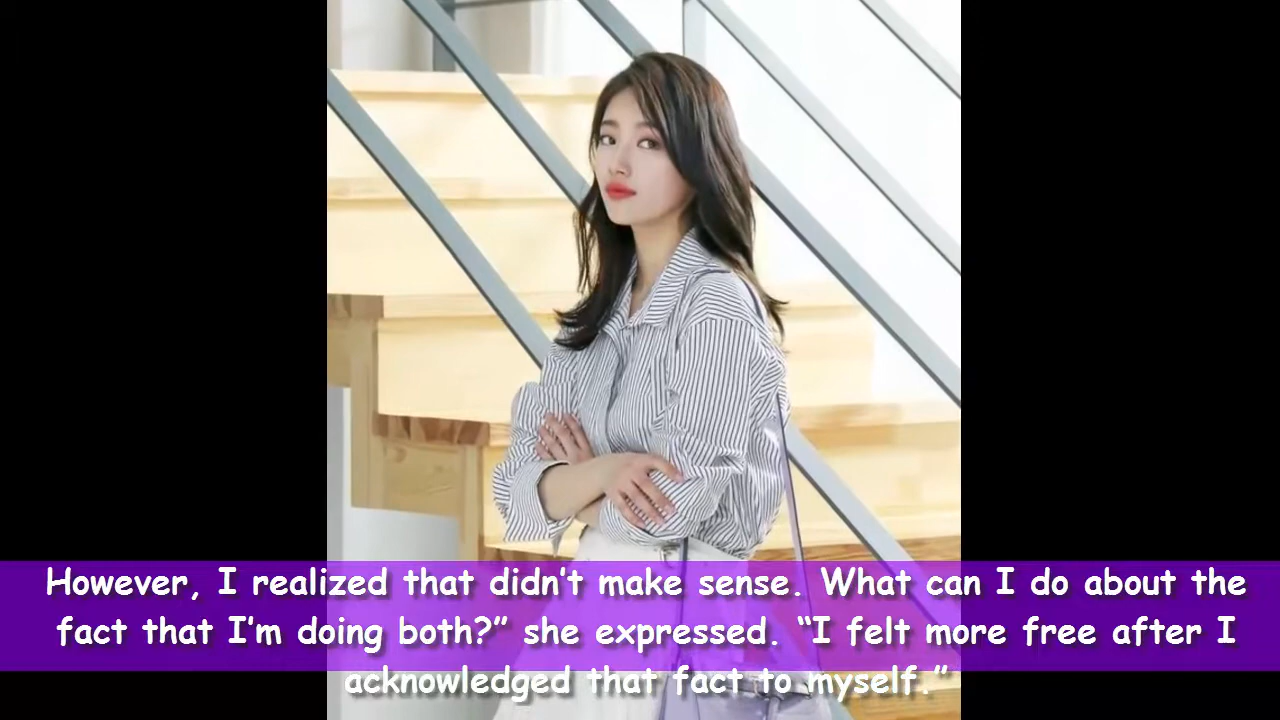 However, I realized that didn't make sense. What can I do about the
fact that I'm doing both?” she expressed. “I felt more free after I
acknowledged that fact to myself.”